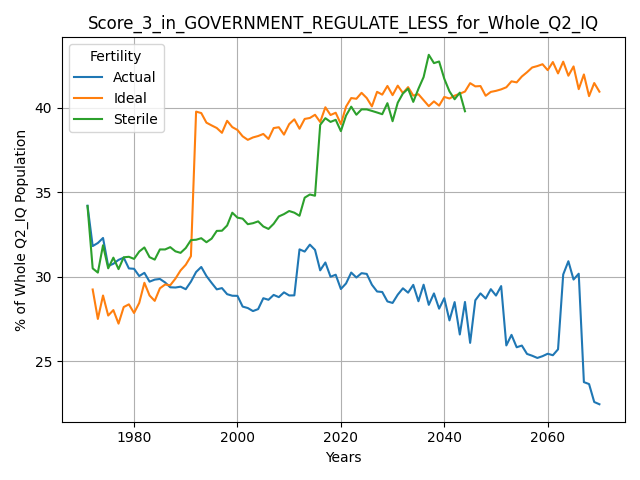 Score_3_in_GOVERNMENT_REGULATE_LESS_for_Whole_Q2_IQ
Fertility
Actual
Ideal
Sterile
% of Whole Q2_IQ Population
40
35
30
25
1980
2000
2020
2040
2060
Years